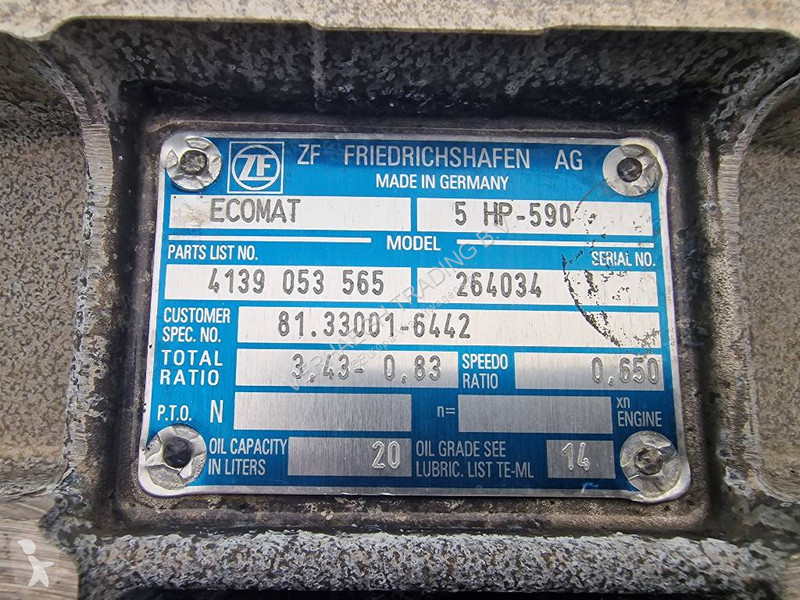 ZF ZF FRIEDRICHSHAFEN AG
MADE IN GERMANY
ECOMAT 5 HP-590
MODEL
PARTS LIST NO. SERIAL NO.
4139 053 565 264034
CUSTOMER SPEC. NO. 81.33001-6442
TOTAL RATIO 3,43- 0,83 SPEEDO RATIO 0,650
P.T.O. N n= xn ENGINE
OIL CAPACITY IN LITERS 20 OIL GRADE SEE LUBRIC. LIST TE-ML 14
TRADING B.V.